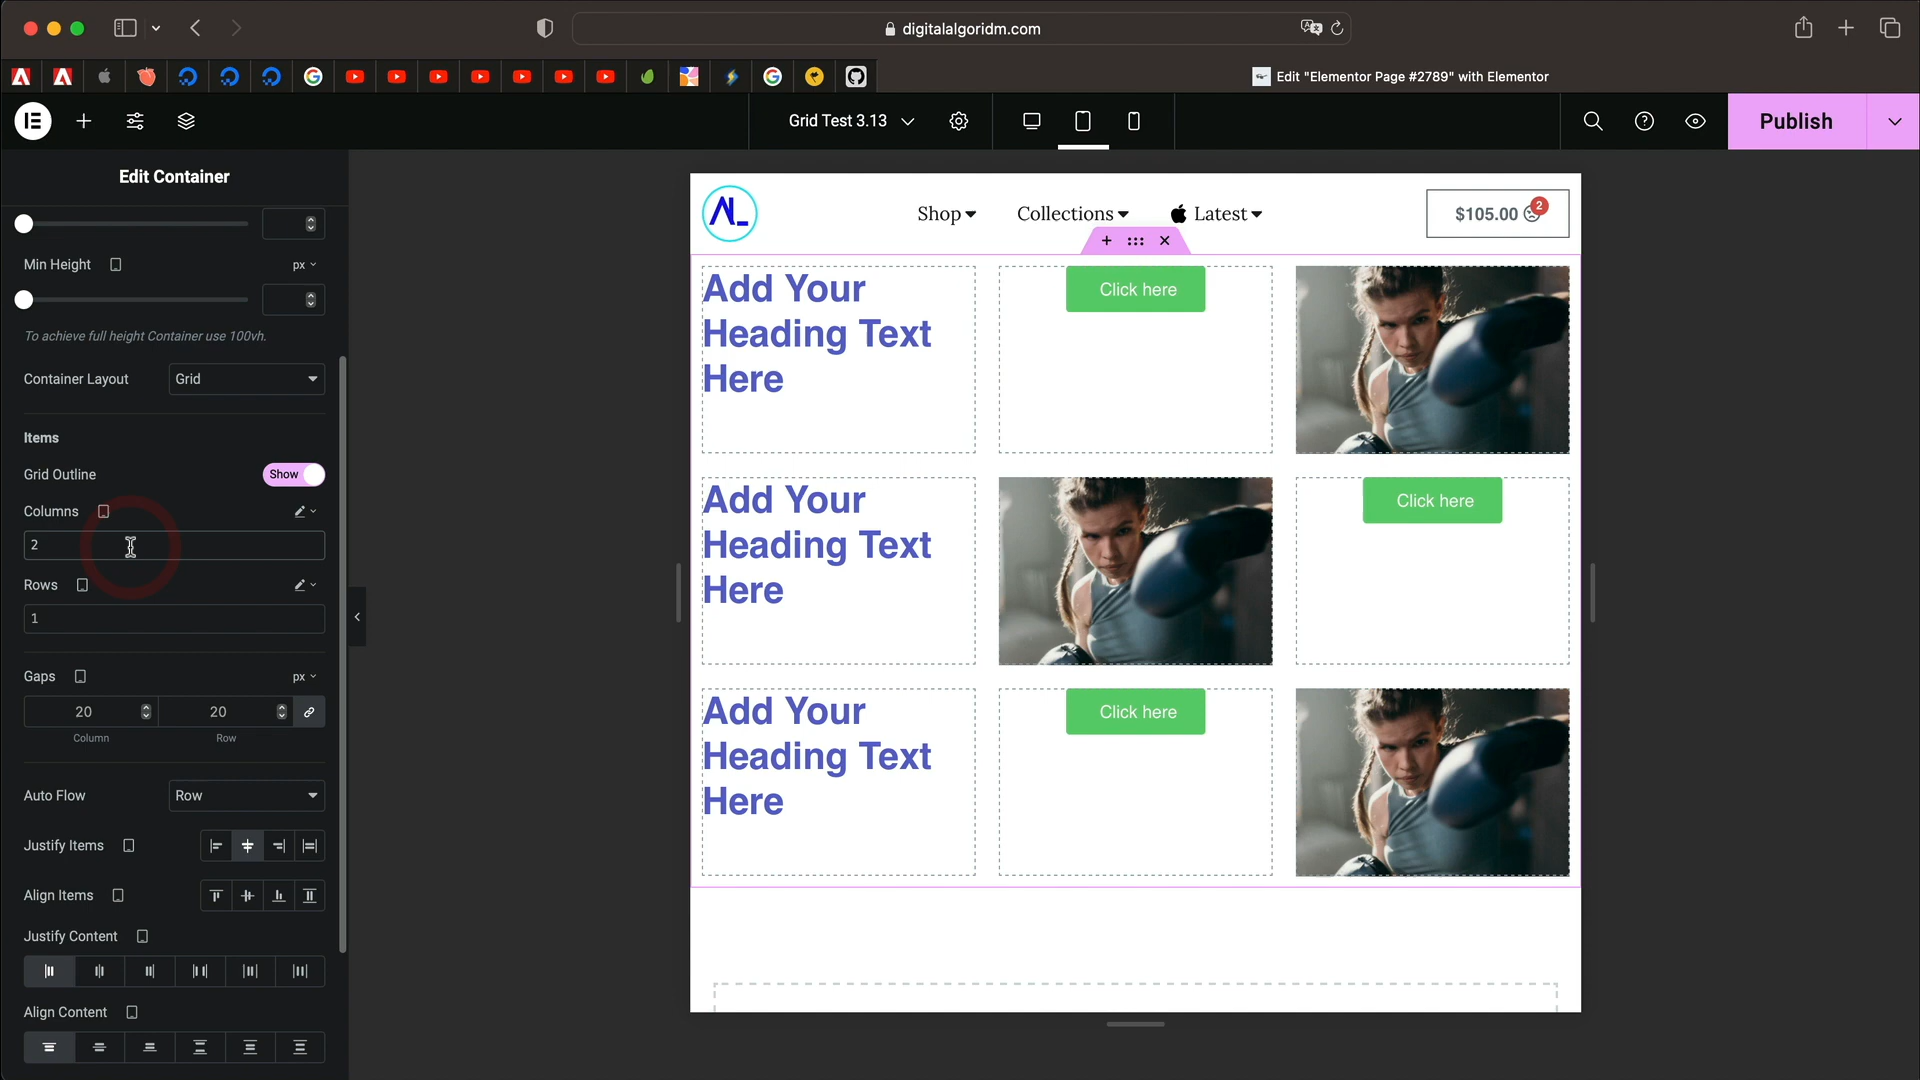 digitalalgoridm.com
Edit "Elementor Page #2789" with Elementor
Grid Test 3.13
Publish
Edit Container
Min Height
px
To achieve full height Container use 100vh.
Container Layout
Grid
Items
Grid Outline
Show
Columns
2
Rows
1
Gaps
px
20
20
Column
Row
Auto Flow
Row
Justify Items
Align Items
Justify Content
Align Content
Shop
Collections
Latest
$105.00
2
Add Your
Heading Text
Here
Click here
Add Your
Heading Text
Here
Click here
Add Your
Heading Text
Here
Click here